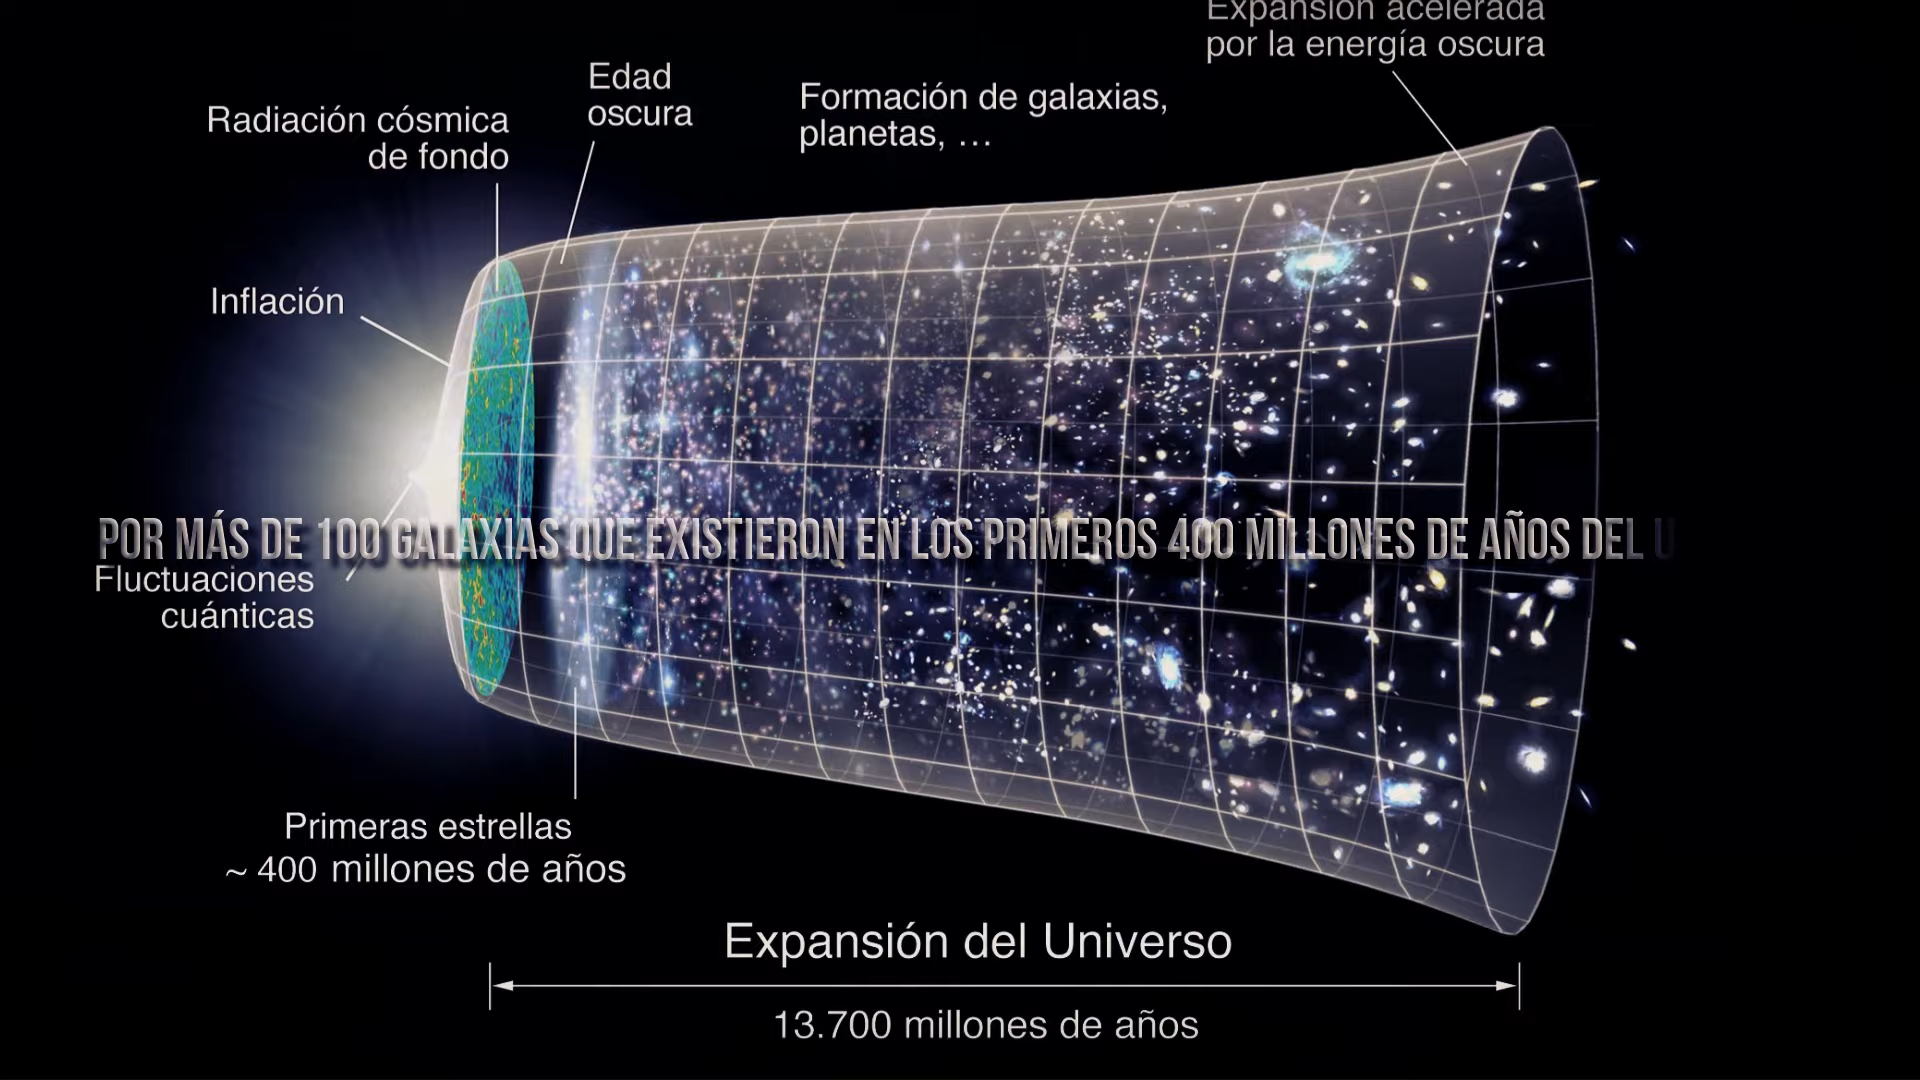 Expansión acelerada
por la energía oscura
Edad
oscura
Formación de galaxias,
planetas, …
Radiación cósmica
de fondo
Inflación
POR MÁS DE 100 GALAXIAS QUE EXISTIERON EN LOS PRIMEROS 400 MILLONES DE AÑOS DEL
Fluctuaciones
cuánticas
Primeras estrellas
~ 400 millones de años
Expansión del Universo
13.700 millones de años